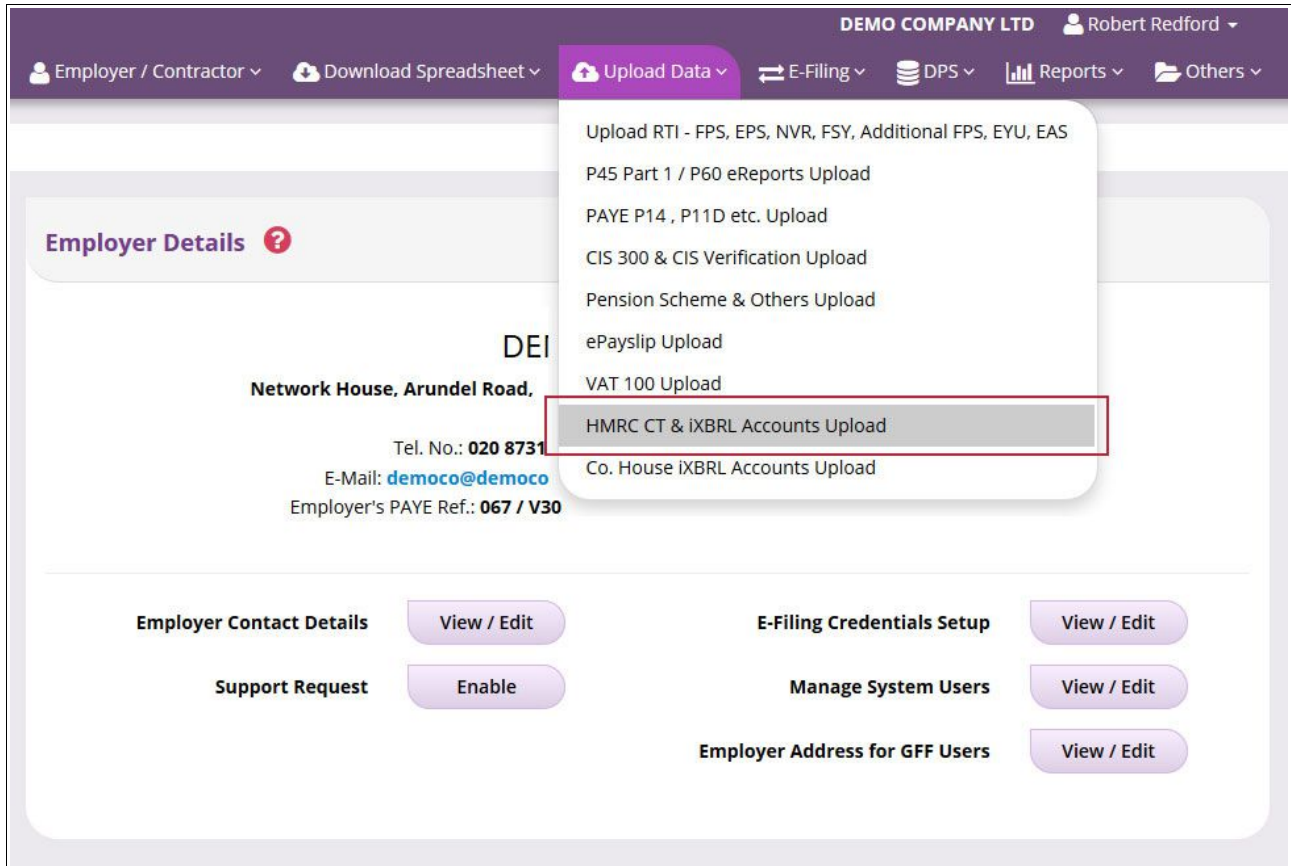 DEMO COMPANY LTD Robert Redford
Employer / Contractor Download Spreadsheet Upload Data E-Filing DPS Reports Others
Upload RTI - FPS, EPS, NVR, FSY, Additional FPS, EYU, EAS
P45 Part 1 / P60 eReports Upload
PAYE P14 , P11D etc. Upload
CIS 300 & CIS Verification Upload
Pension Scheme & Others Upload
ePayslip Upload
VAT 100 Upload
HMRC CT & iXBRL Accounts Upload
Co. House iXBRL Accounts Upload
Employer Details ?
Network House, Arundel Road,
Tel. No.: 020 8731
E-Mail: democo@democo
Employer's PAYE Ref.: 067 / V30
Employer Contact Details View / Edit E-Filing Credentials Setup View / Edit
Support Request Enable Manage System Users View / Edit
Employer Address for GFF Users View / Edit